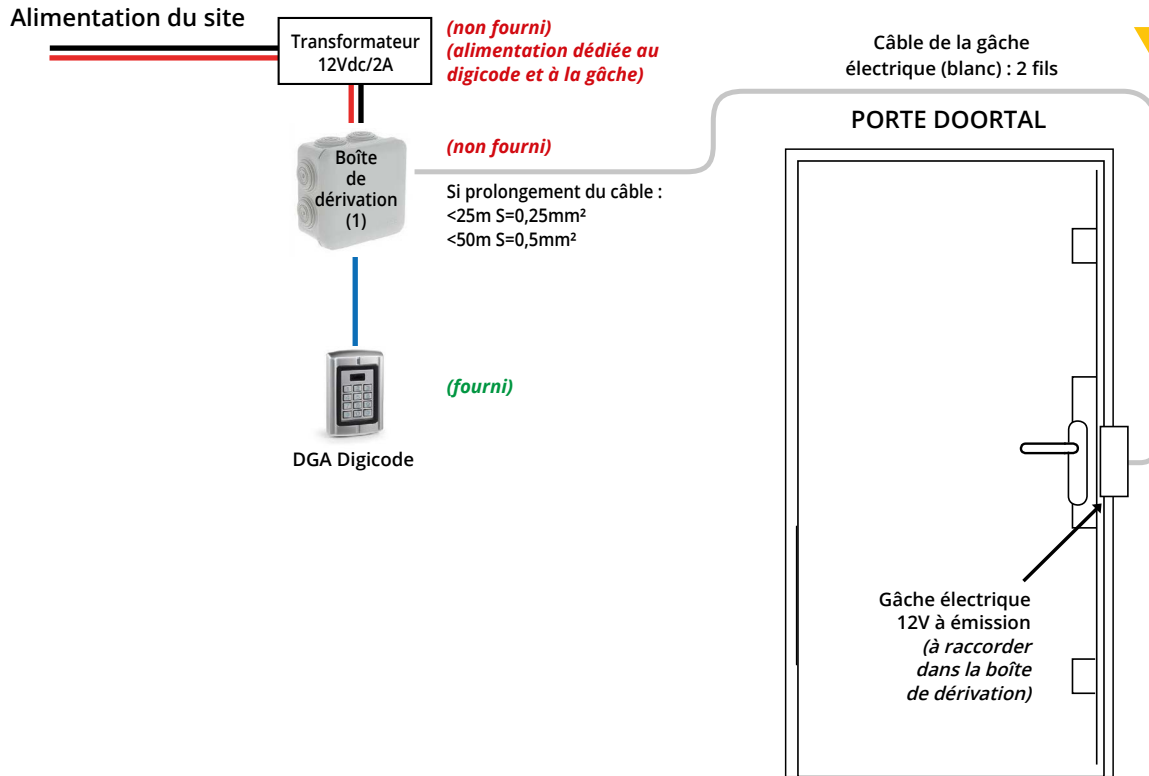 Alimentation du site
Transformateur
12Vdc/2A
(non fourni)
(alimentation dédiée au
digicode et à la gâche)
Câble de la gâche
électrique (blanc) : 2 fils
PORTE DOORTAL
Boîte
de
dérivation
(1)
(non fourni)
Si prolongement du câble :
<25m S=0,25mm²
<50m S=0,5mm²
(fourni)
DGA Digicode
Gâche électrique
12V à émission
(à raccorder
dans la boîte
de dérivation)